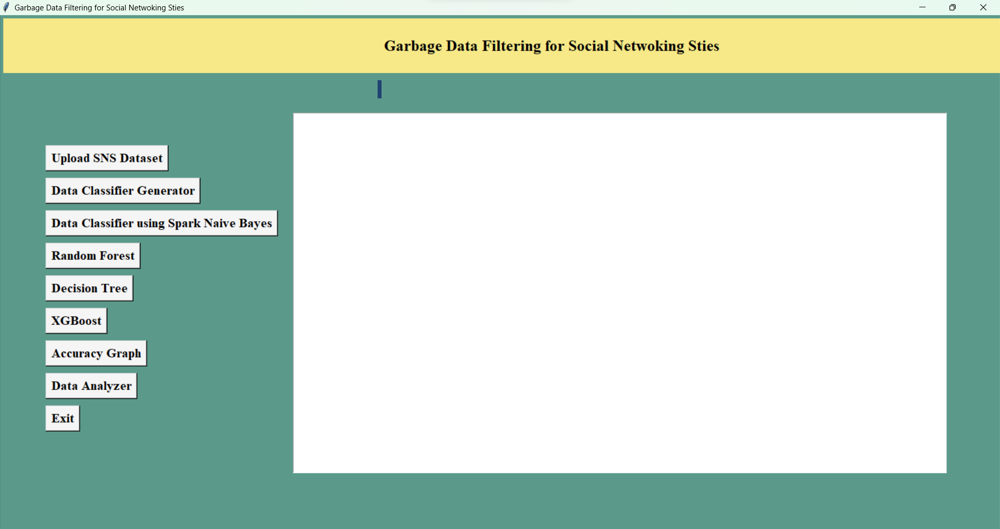 Garbage Data Filtering for Social Netwoking Sties
Garbage Data Filtering for Social Netwoking Sties
Upload SNS Dataset
Data Classifier Generator
Data Classifier using Spark Naive Bayes
Random Forest
Decision Tree
XGBoost
Accuracy Graph
Data Analyzer
Exit